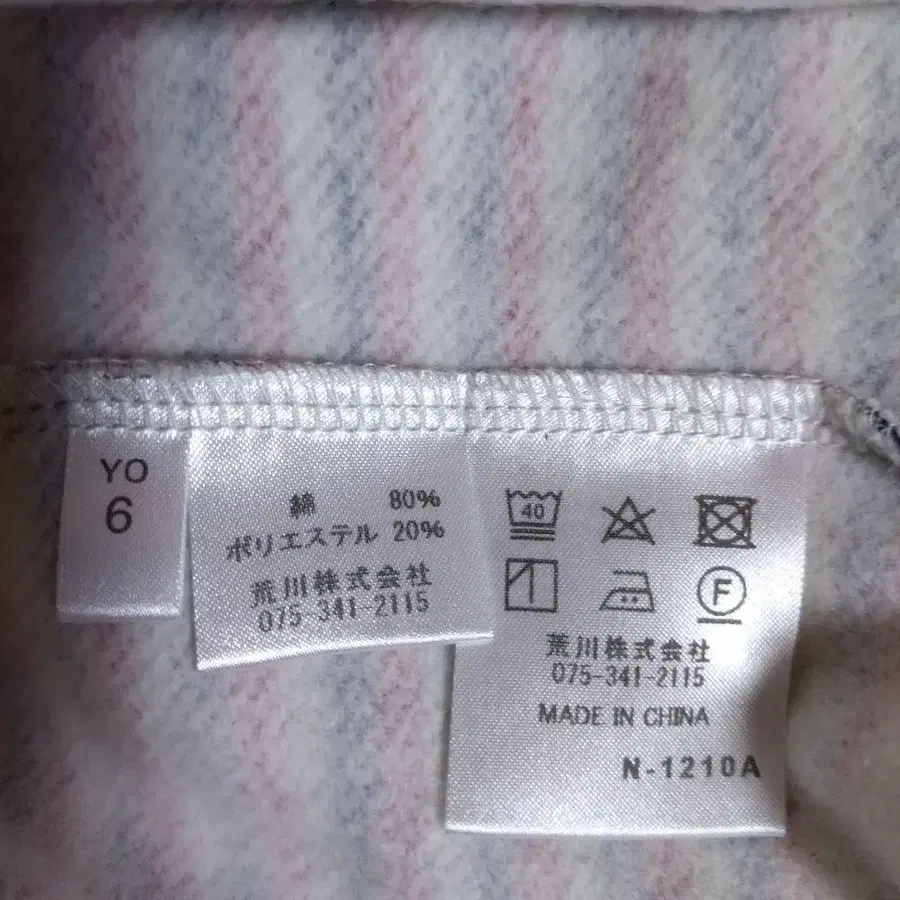 YO
6
綿 80%
ポリエステル 20%
荒川株式会社
075-341-2115
40
F
荒川株式会社
075-341-2115
MADE IN CHINA
N-1210A